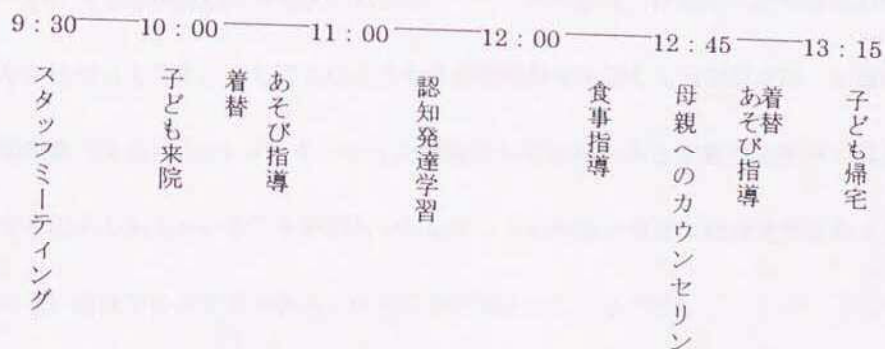 9:30 10:00 11:00 12:00 12:45 13:15
スタッフミーティング
子ども来院
着替
あそび指導
認知発達学習
食事指導
母親へのカウンセリン
着替
あそび指導
子ども帰宅